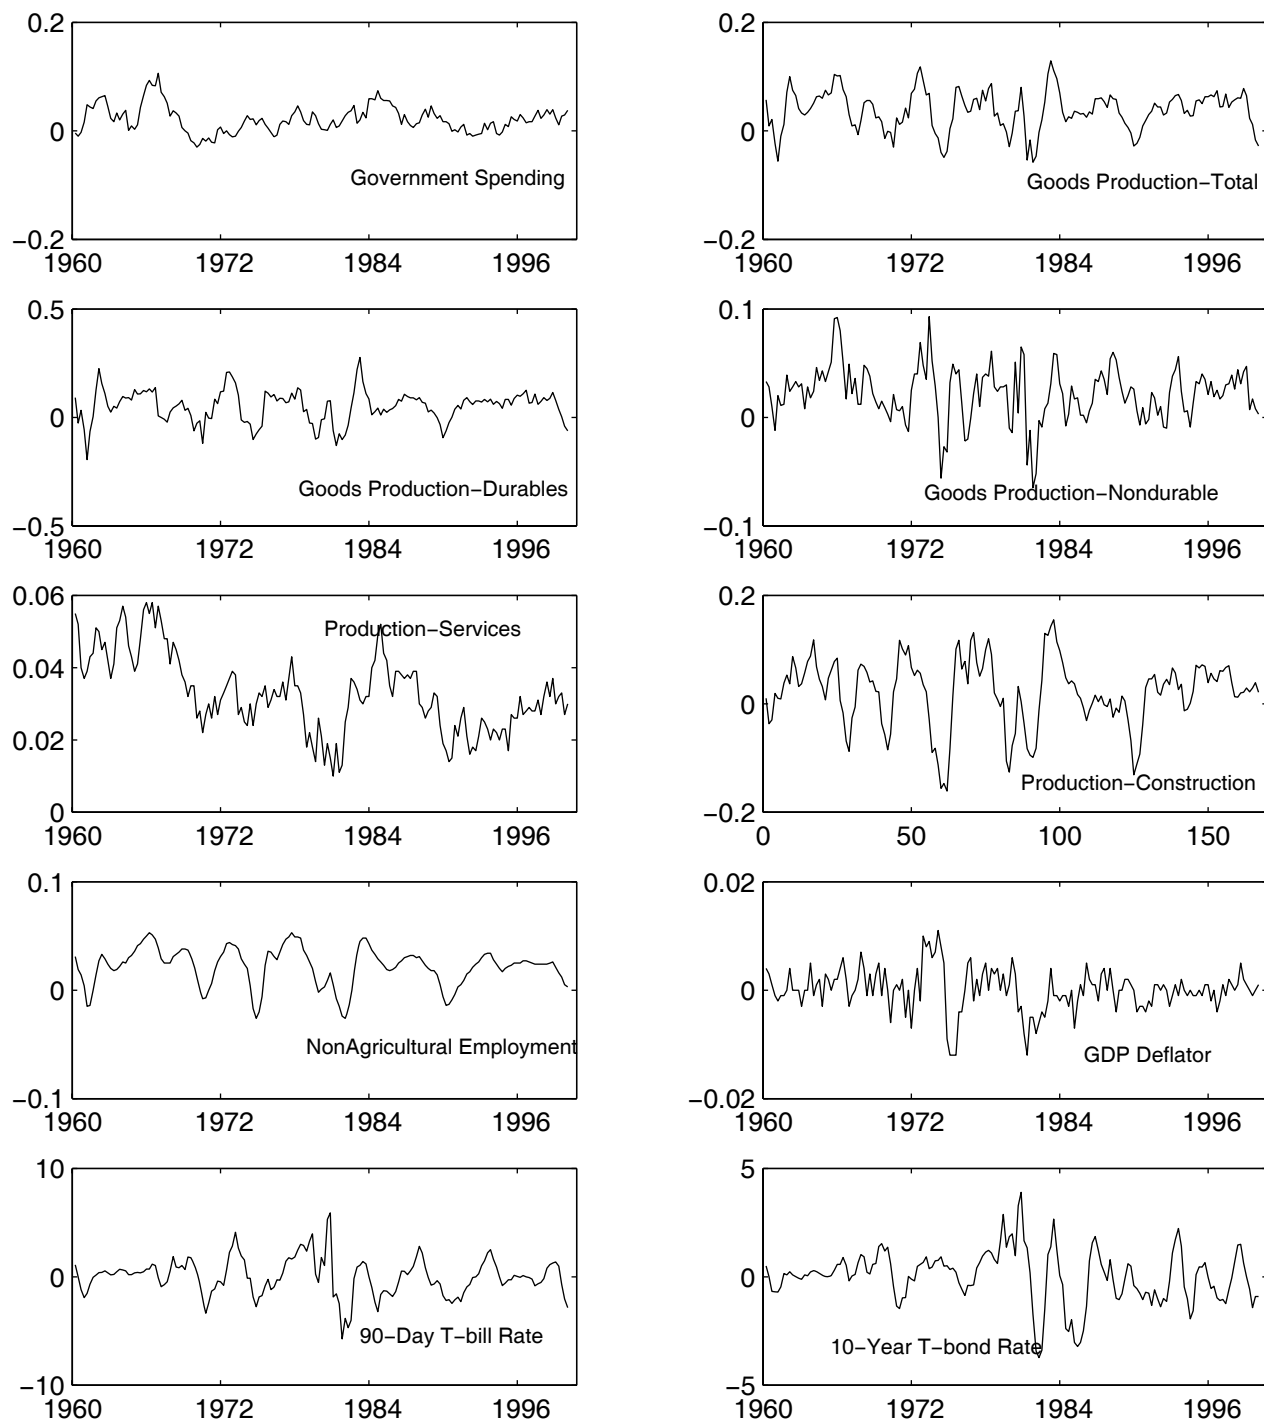 0.2
0
−0.2
1960 1972 1984 1996
Government Spending
0.2
0
−0.2
1960 1972 1984 1996
Goods Production−Total
0.5
0
−0.5
1960 1972 1984 1996
Goods Production−Durables
0.1
0
−0.1
1960 1972 1984 1996
Goods Production−Nondurable
0.06
0.04
0.02
0
1960 1972 1984 1996
Production−Services
0.2
0
−0.2
0 50 100 150
Production−Construction
0.1
0
−0.1
1960 1972 1984 1996
NonAgricultural Employment
0.02
0
−0.02
1960 1972 1984 1996
GDP Deflator
10
0
−10
1960 1972 1984 1996
90−Day T−bill Rate
5
0
−5
1960 1972 1984 1996
10−Year T−bond Rate